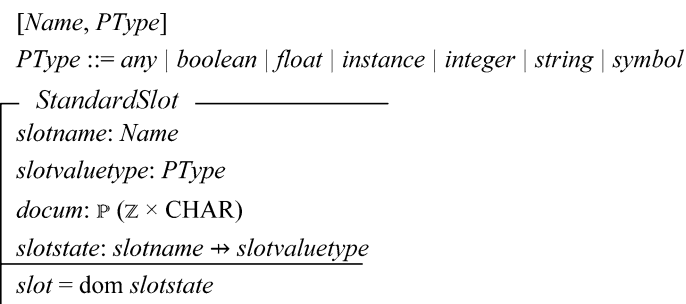 [Name, PType]
PType ::= any | boolean | float | instance | integer | string | symbol
StandardSlot
slotname: Name
slotvaluetype: PType
docum: ℙ (ℤ × CHAR)
slotstate: slotname ⇸ slotvaluetype
slot = dom slotstate